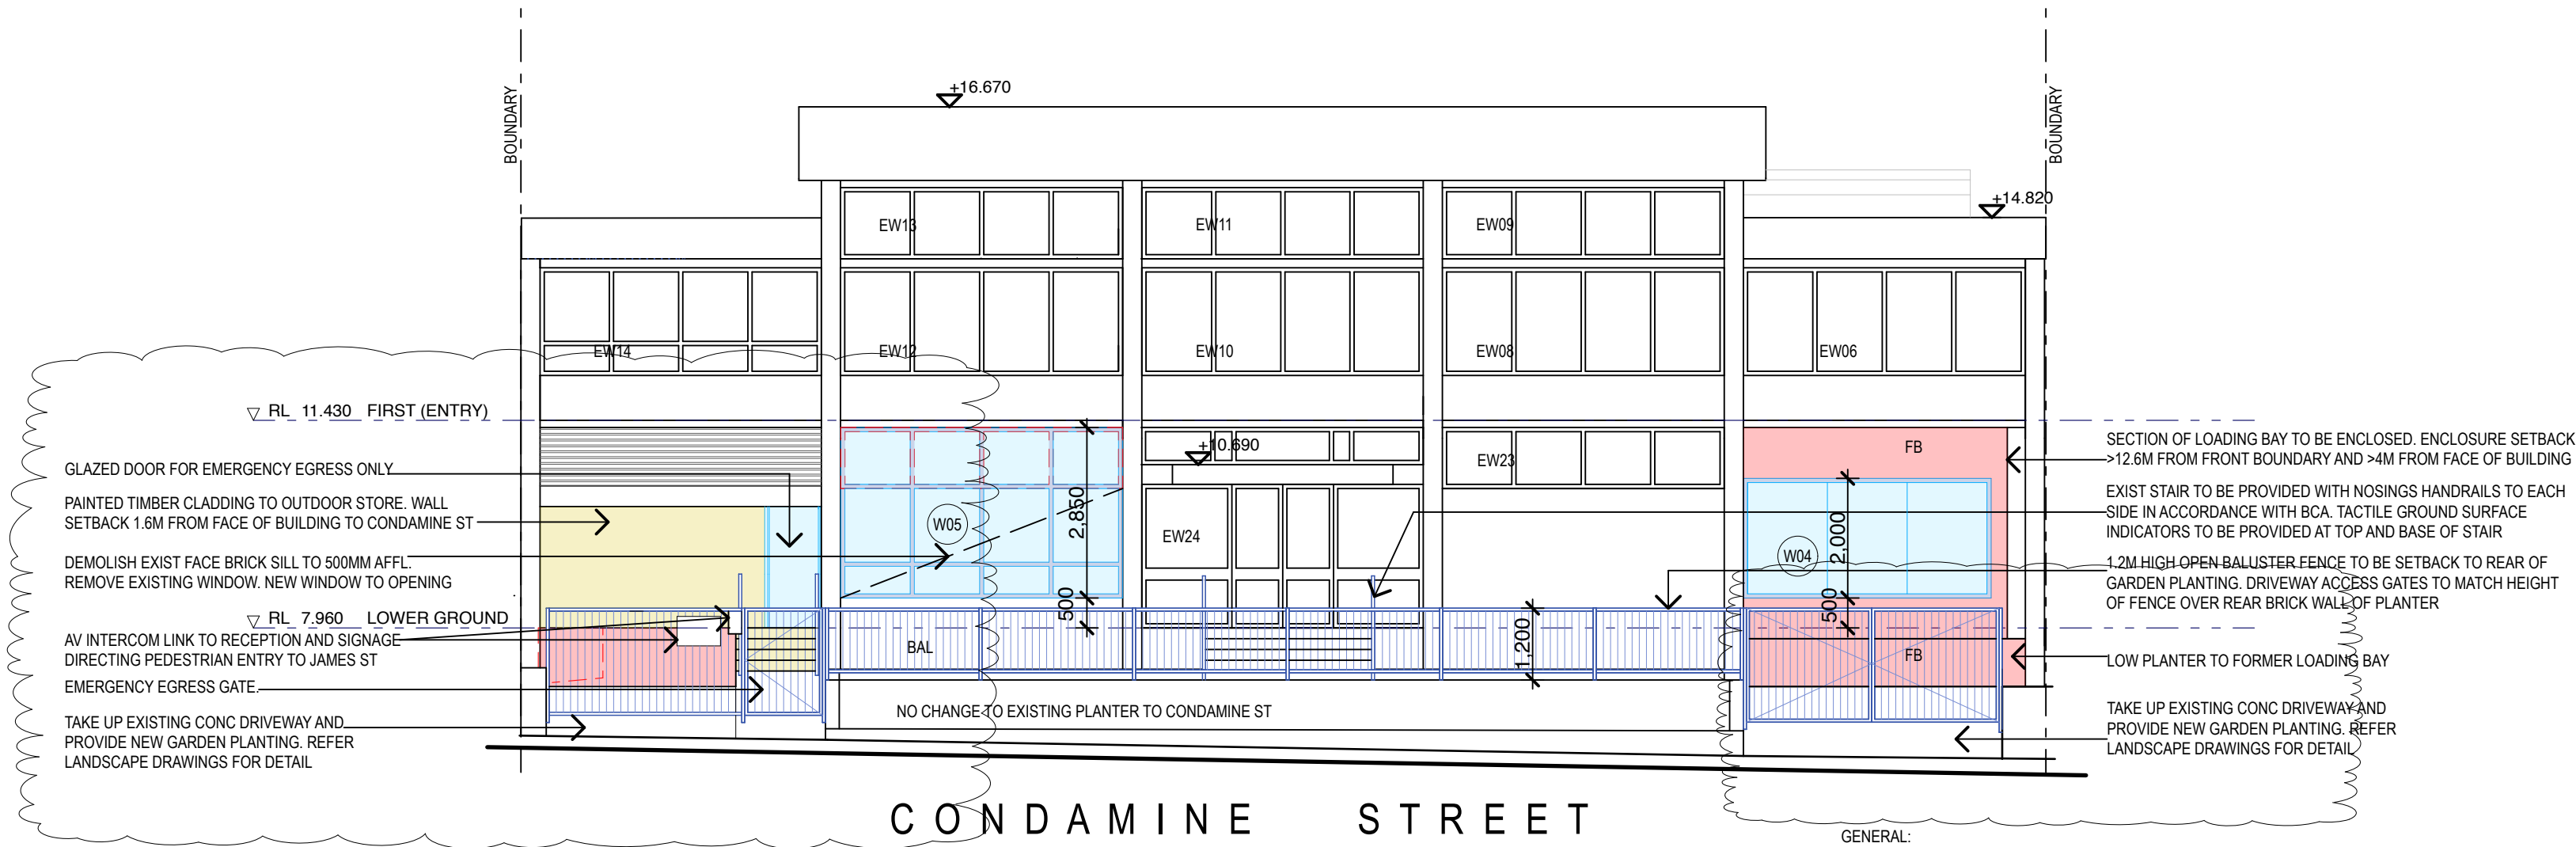 BOUNDARY
+16.670
BOUNDARY
+14.820
EW13
EW11
EW09
EW14
EW12
EW10
EW08
EW06
RL 11.430 FIRST (ENTRY)
+10.690
EW23
FB
GLAZED DOOR FOR EMERGENCY EGRESS ONLY
PAINTED TIMBER CLADDING TO OUTDOOR STORE. WALL
SETBACK 1.6M FROM FACE OF BUILDING TO CONDAMINE ST
DEMOLISH EXIST FACE BRICK SILL TO 500MM AFFL.
REMOVE EXISTING WINDOW. NEW WINDOW TO OPENING
RL 7.960 LOWER GROUND
AV INTERCOM LINK TO RECEPTION AND SIGNAGE
DIRECTING PEDESTRIAN ENTRY TO JAMES ST
EMERGENCY EGRESS GATE.
TAKE UP EXISTING CONC DRIVEWAY AND
PROVIDE NEW GARDEN PLANTING. REFER
LANDSCAPE DRAWINGS FOR DETAIL
W05
2,850
500
EW24
BAL
1,200
W04
2,000
500
FB
NO CHANGE TO EXISTING PLANTER TO CONDAMINE ST
SECTION OF LOADING BAY TO BE ENCLOSED. ENCLOSURE SETBACK
>12.6M FROM FRONT BOUNDARY AND >4M FROM FACE OF BUILDING
EXIST STAIR TO BE PROVIDED WITH NOSINGS HANDRAILS TO EACH
SIDE IN ACCORDANCE WITH BCA. TACTILE GROUND SURFACE
INDICATORS TO BE PROVIDED AT TOP AND BASE OF STAIR
1.2M HIGH OPEN BALUSTER FENCE TO BE SETBACK TO REAR OF
GARDEN PLANTING. DRIVEWAY ACCESS GATES TO MATCH HEIGHT
OF FENCE OVER REAR BRICK WALL OF PLANTER
LOW PLANTER TO FORMER LOADING BAY
TAKE UP EXISTING CONC DRIVEWAY AND
PROVIDE NEW GARDEN PLANTING. REFER
LANDSCAPE DRAWINGS FOR DETAIL
CONDAMINE STREET
GENERAL: